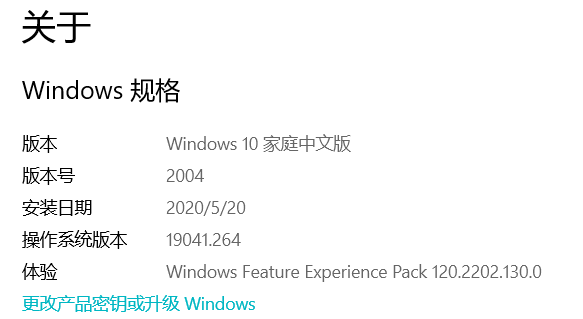 关于
Windows 规格
版本 Windows 10 家庭中文版
版本号 2004
安装日期 2020/5/20
操作系统版本 19041.264
体验 Windows Feature Experience Pack 120.2202.130.0
更改产品密钥或升级 Windows